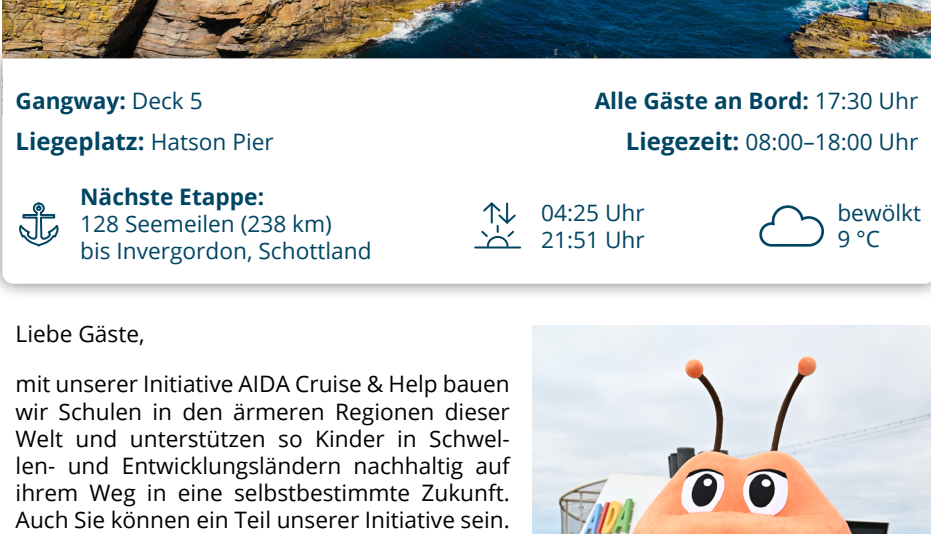 Gangway: Deck 5
Alle Gäste an Bord: 17:30 Uhr
Liegeplatz: Hatson Pier
Liegezeit: 08:00–18:00 Uhr
Nächste Etappe:
128 Seemeilen (238 km)
bis Invergordon, Schottland
04:25 Uhr
21:51 Uhr
bewölkt
9 °C
Liebe Gäste,
mit unserer Initiative AIDA Cruise & Help bauen
wir Schulen in den ärmeren Regionen dieser
Welt und unterstützen so Kinder in Schwel-
len- und Entwicklungsländern nachhaltig auf
ihrem Weg in eine selbstbestimmte Zukunft.
Auch Sie können ein Teil unserer Initiative sein.
AIDA